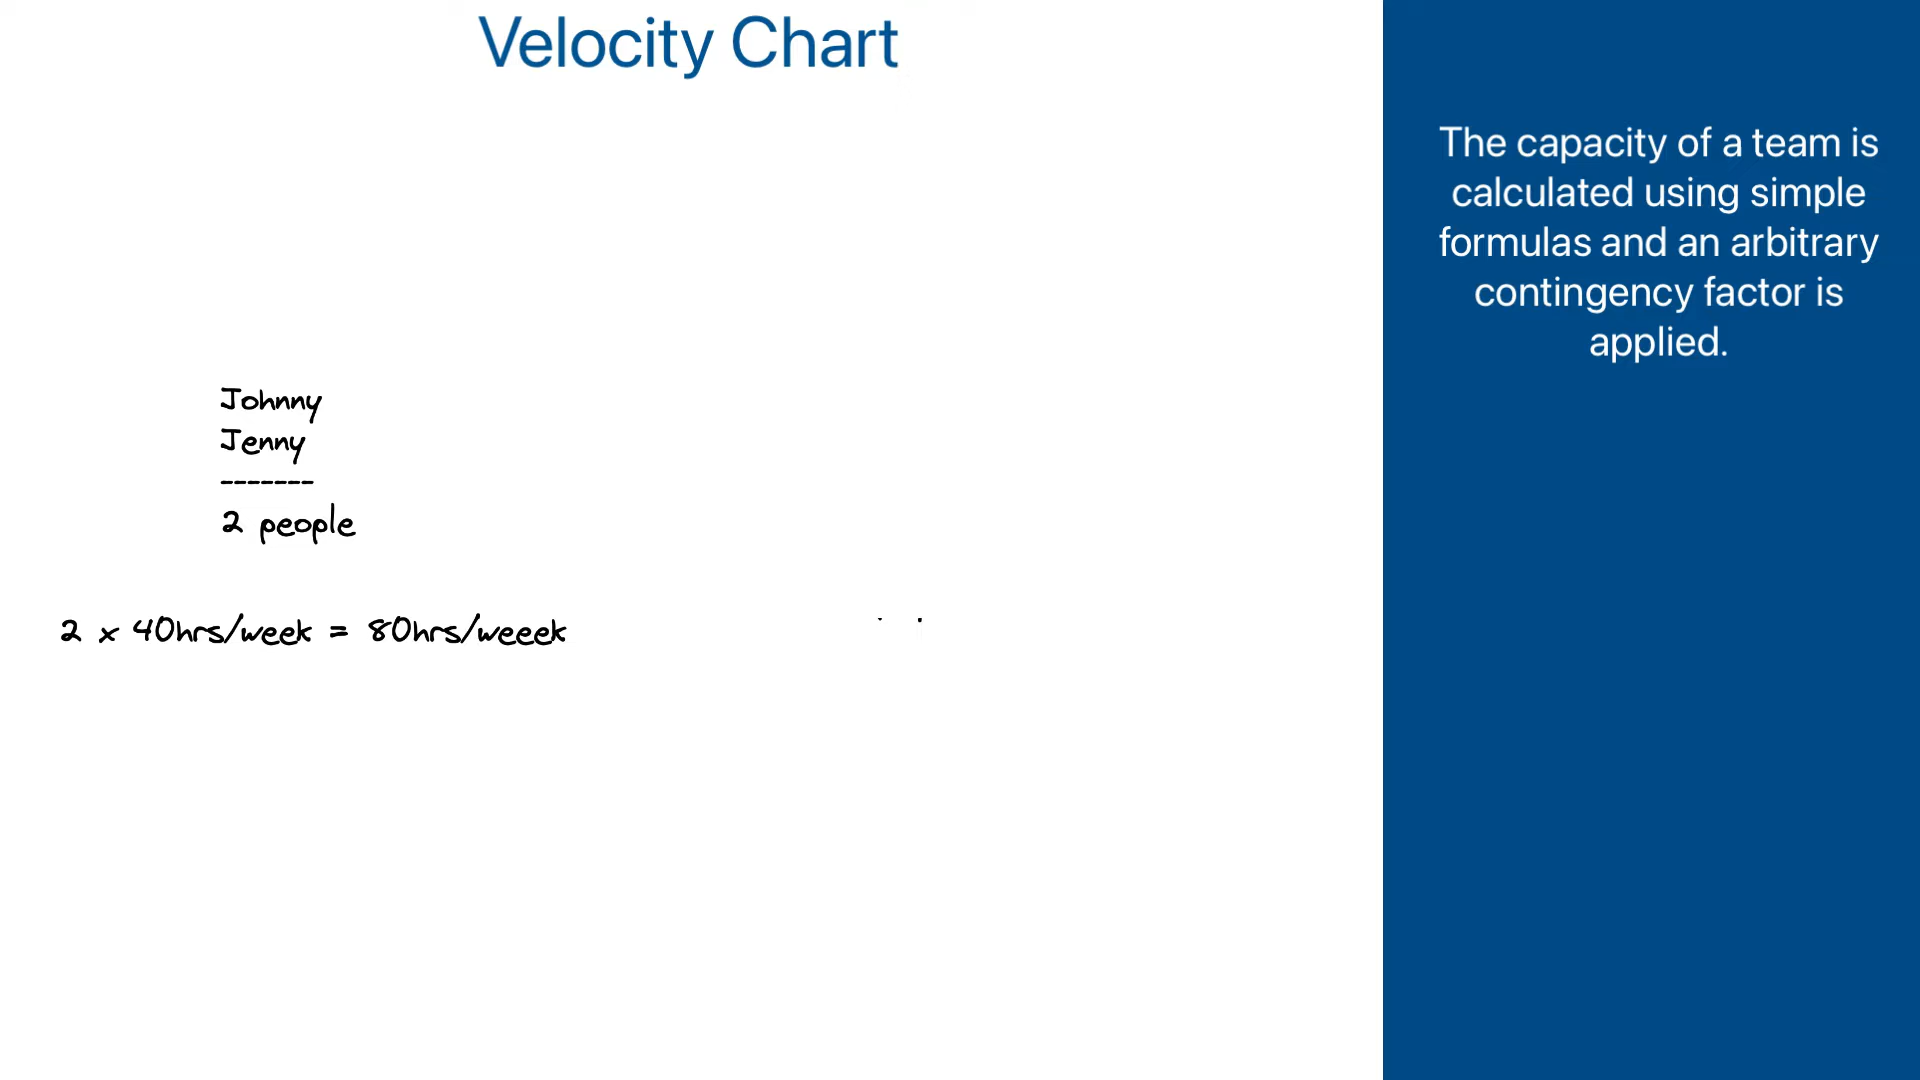 Velocity Chart
The capacity of a team is
calculated using simple
formulas and an arbitrary
contingency factor is
applied.
Johnny
Jenny
-------
2 people
2 x 40hrs/week = 80hrs/weeek